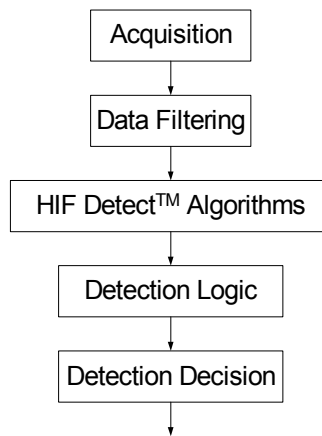 Acquisition
Data Filtering
HIF Detect™ Algorithms
Detection Logic
Detection Decision